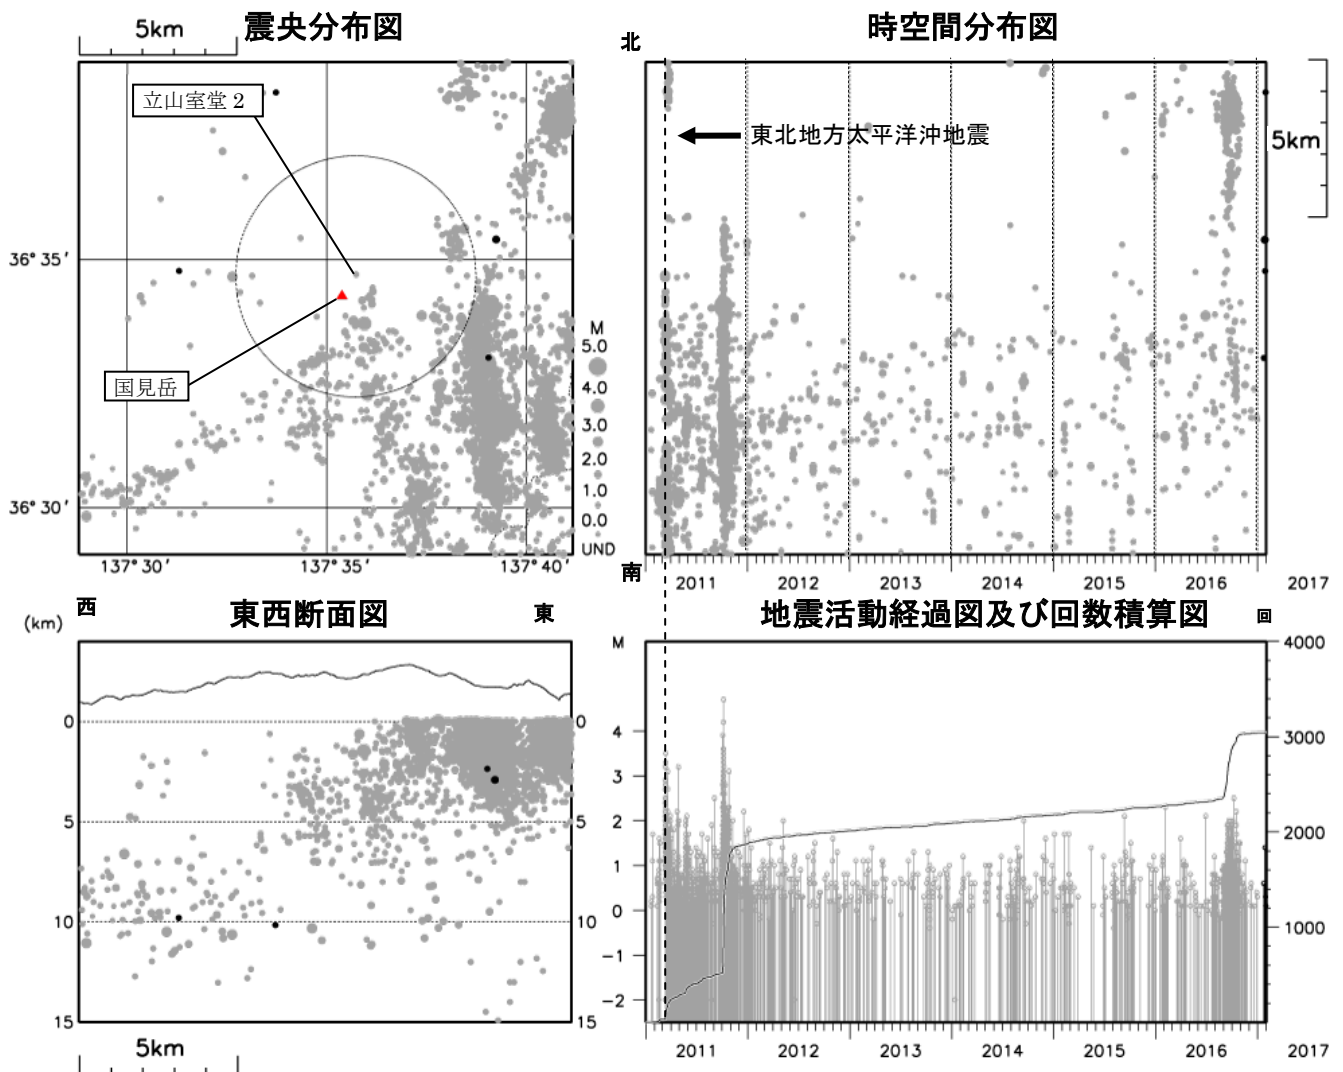 5km
震央分布図
立山室堂2
国見岳
36°35′
36°30′
137°30′
137°35′
137°40′
M
5.0
4.0
3.0
2.0
1.0
0.0
UND
時空間分布図
北
南
東北地方太平洋沖地震
5km
2011
2012
2013
2014
2015
2016
2017
東西断面図
西
東
(km)
0
5
10
15
0
5
10
15
5km
地震活動経過図及び回数積算図
M
回
4
3
2
1
0
-1
-2
4000
3000
2000
1000
2011
2012
2013
2014
2015
2016
2017